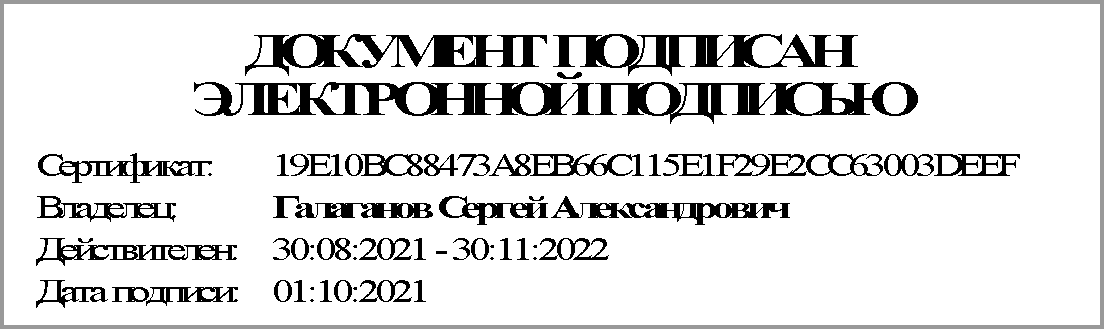 ДОКУМЕНТ ПОДПИСАН
ЭЛЕКТРОННОЙ ПОДПИСЬЮ
Сертификат: 19E10BC88473A8EB66C115E1F29E2CC63003DEEF
Владелец: Галаганов Сергей Александрович
Действителен: 30:08:2021 - 30:11:2022
Дата подписи: 01:10:2021